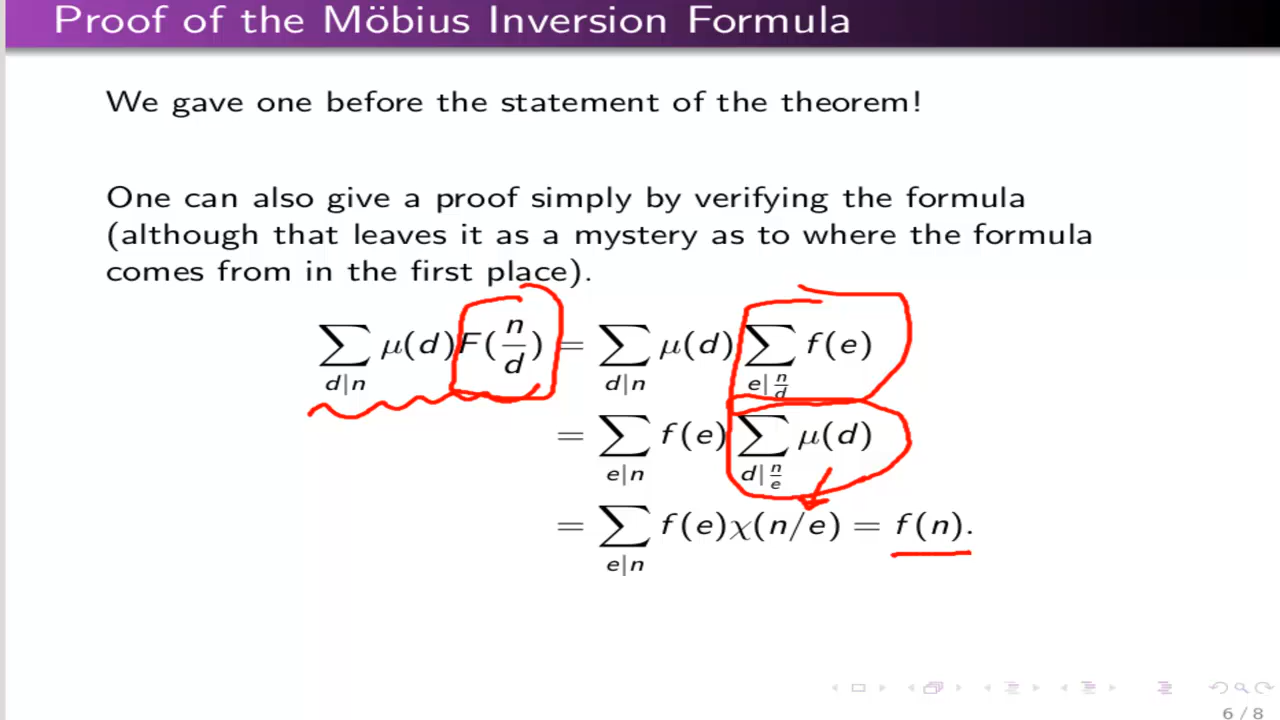 Proof of the Möbius Inversion Formula
We gave one before the statement of the theorem!
One can also give a proof simply by verifying the formula
(although that leaves it as a mystery as to where the formula
comes from in the first place).
∑_{d|n} μ(d)F(n/d) = ∑_{d|n} μ(d) ∑_{e|n/d} f(e)
= ∑_{e|n} f(e) ∑_{d|n/e} μ(d)
= ∑_{e|n} f(e)χ(n/e) = f(n).
6 / 8